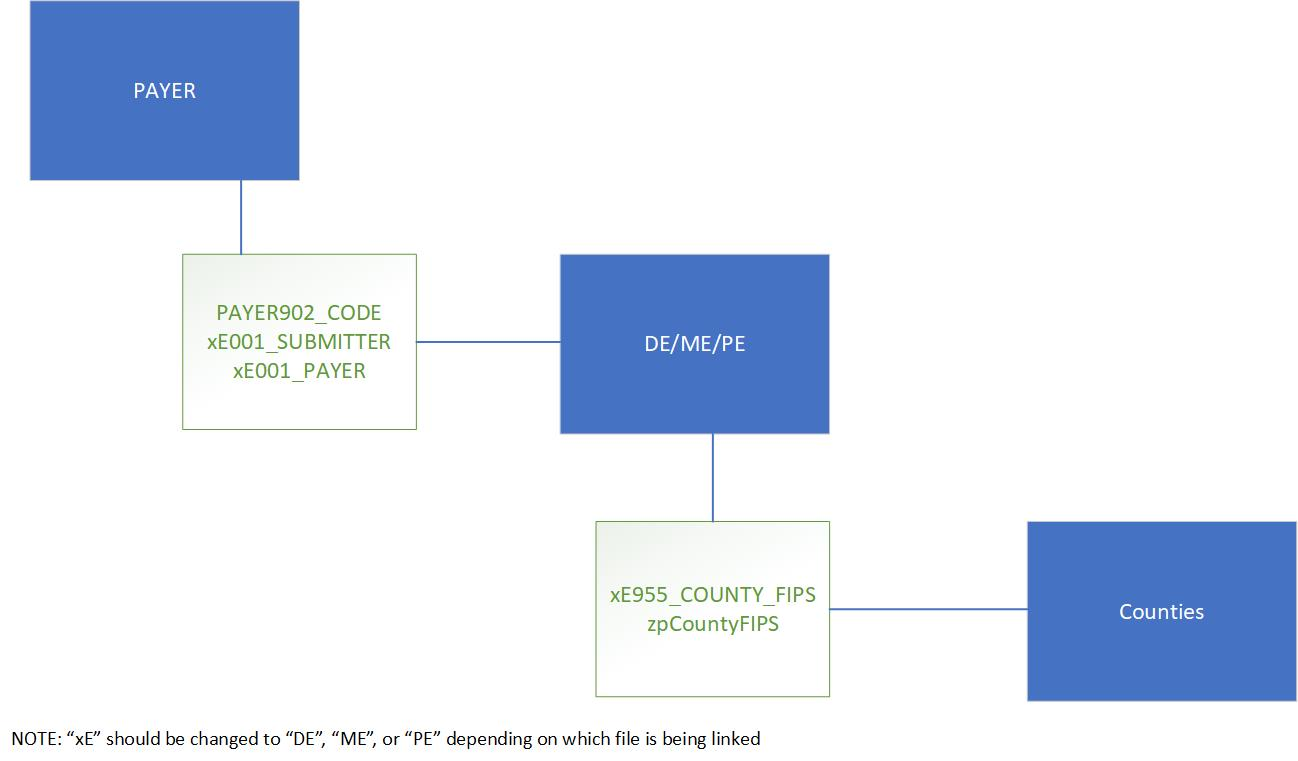 PAYER
PAYER902_CODE
xE001_SUBMITTER
xE001_PAYER
DE/ME/PE
xE955_COUNTY_FIPS
zpCountyFIPS
Counties
NOTE: “xE” should be changed to “DE”, “ME”, or “PE” depending on which file is being linked